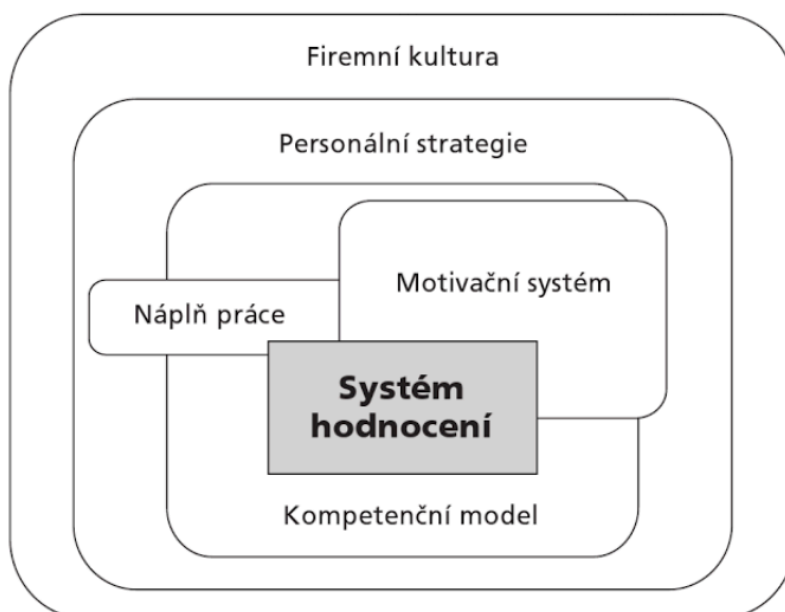 Firemní kultura
Personální strategie
Motivační systém
Náplň práce
Systém
hodnocení
Kompetenční model